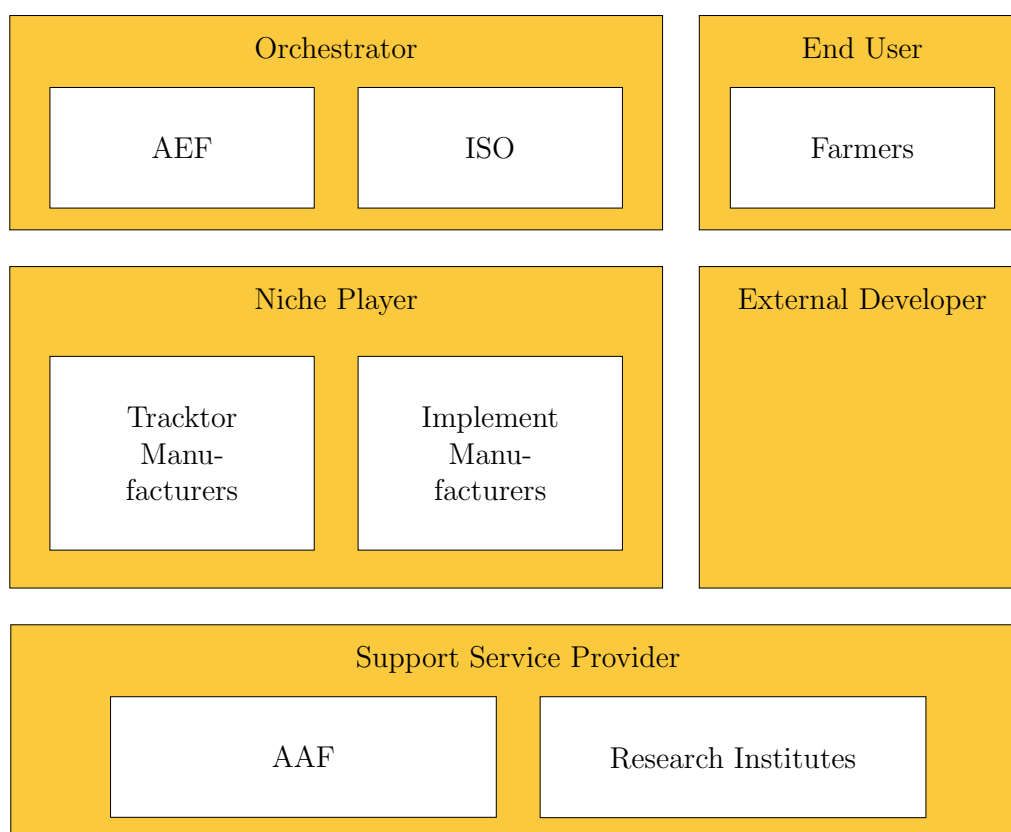 Orchestrator
AEF
ISO
End User
Farmers
Niche Player
Tracktor
Manu-
facturers
Implement
Manu-
facturers
External Developer
Support Service Provider
AAF
Research Institutes